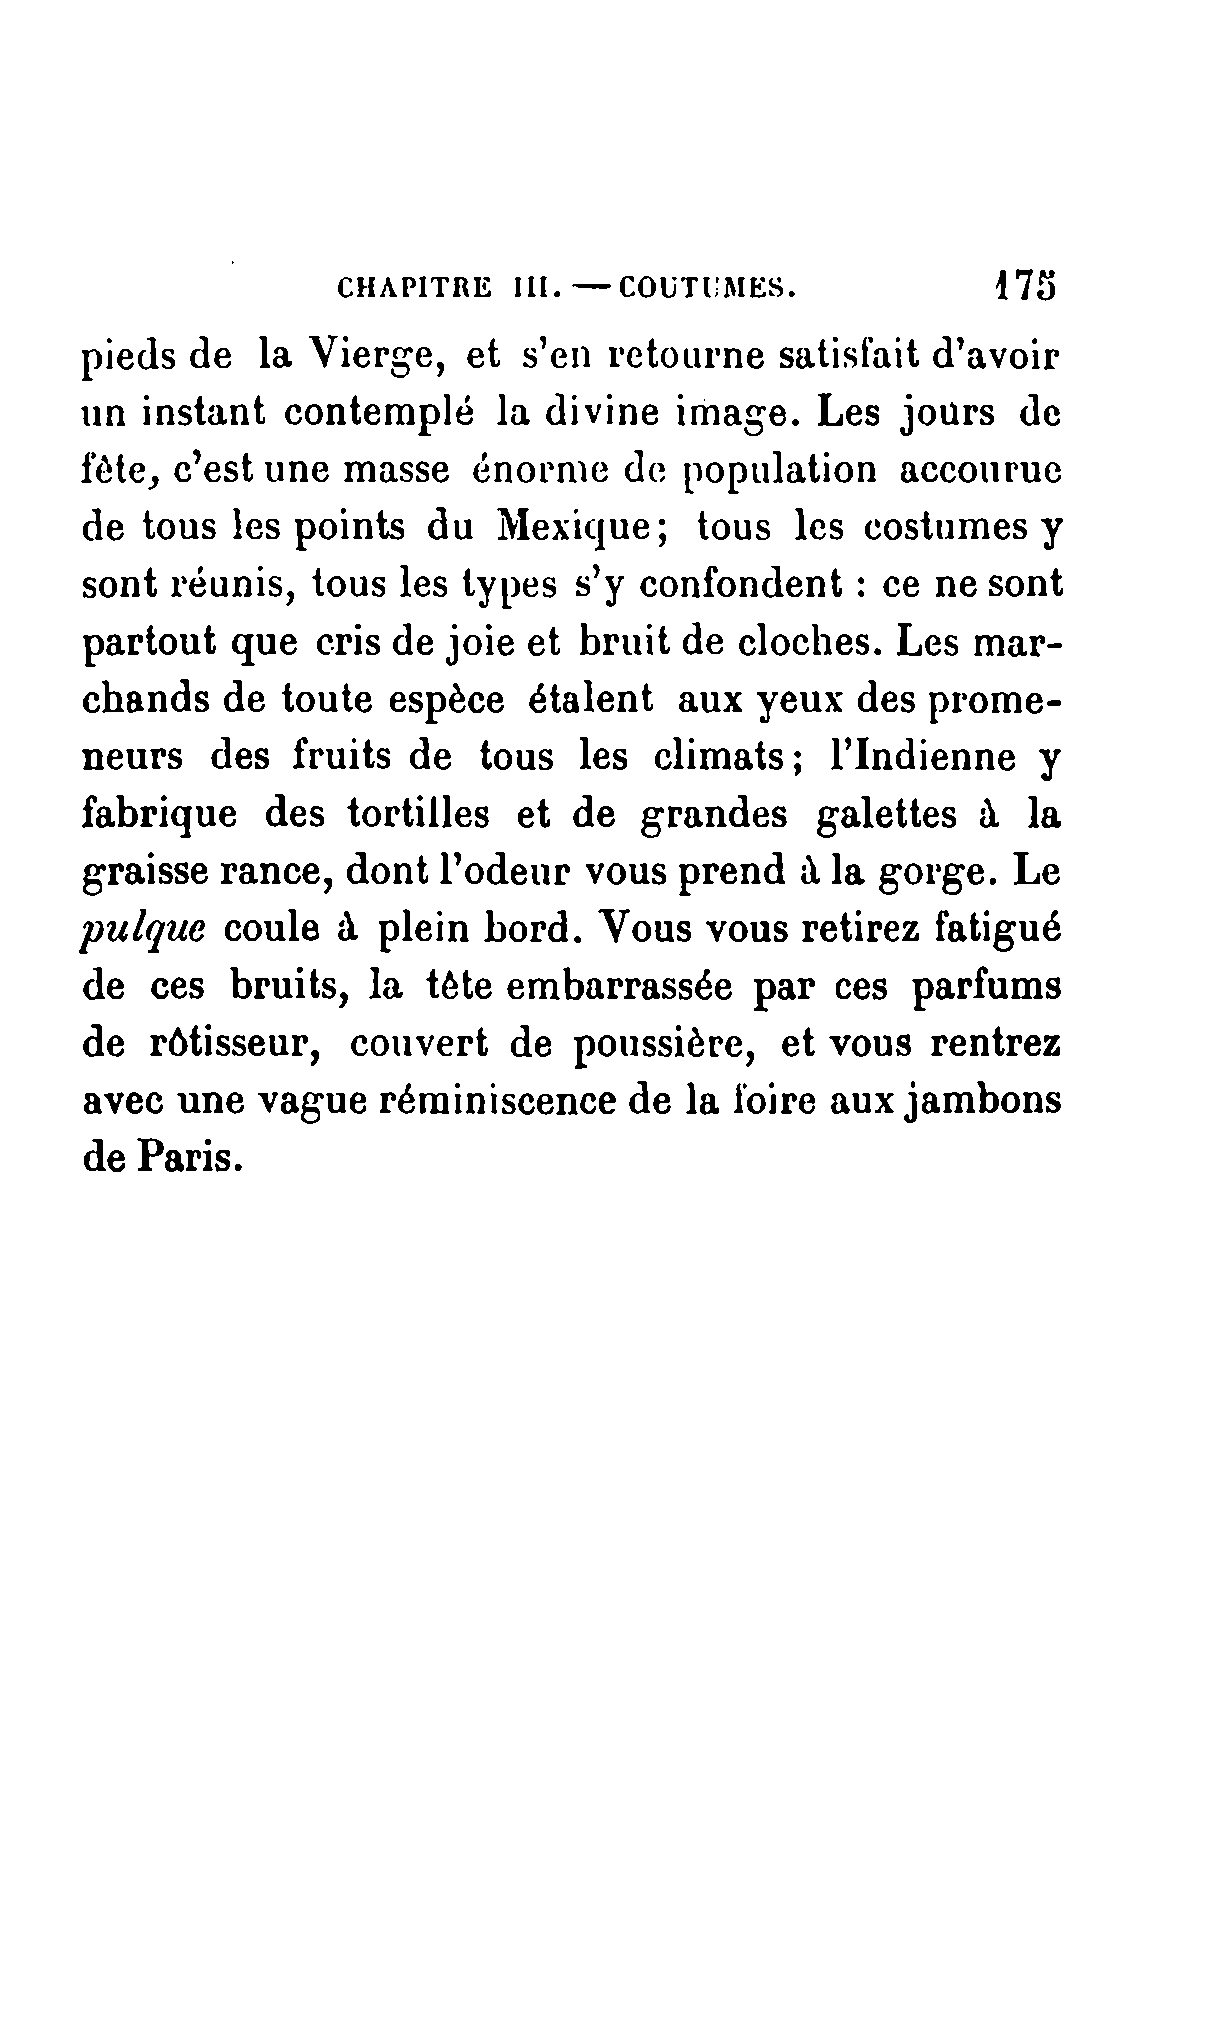 CHAPITRE III. — COUTUMES. 175
pieds de la Vierge, et s'en retourne satisfait d'avoir
un instant contemplé la divine image. Les jours de
fête, c'est une masse énorme de population accourue
de tous les points du Mexique; tous les costumes y
sont réunis, tous les types s'y confondent : ce ne sont
partout que cris de joie et bruit de cloches. Les mar-
chands de toute espèce étalent aux yeux des prome-
neurs des fruits de tous les climats; l'Indienne y
fabrique des tortilles et de grandes galettes à la
graisse rance, dont l'odeur vous prend à la gorge. Le
pulque coule à plein bord. Vous vous retirez fatigué
de ces bruits, la tête embarrassée par ces parfums
de rôtisseur, couvert de poussière, et vous rentrez
avec une vague réminiscence de la foire aux jambons
de Paris.